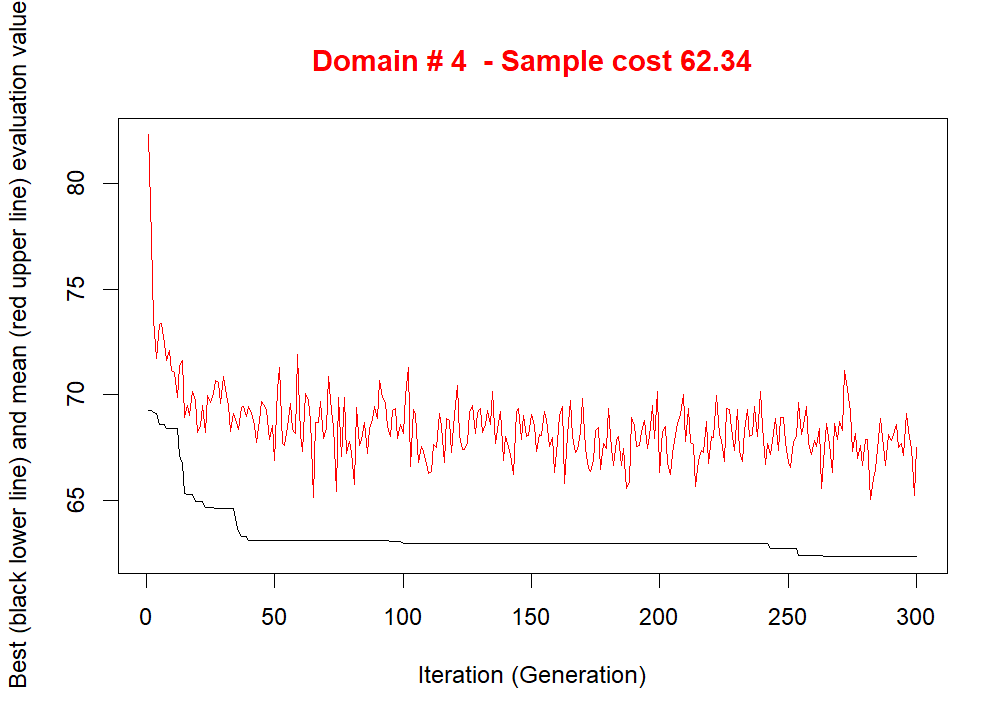 Domain # 4  - Sample cost 62.34
Best (black lower line) and mean (red upper line) evaluation value
80
75
70
65
0 50 100 150 200 250 300
Iteration (Generation)